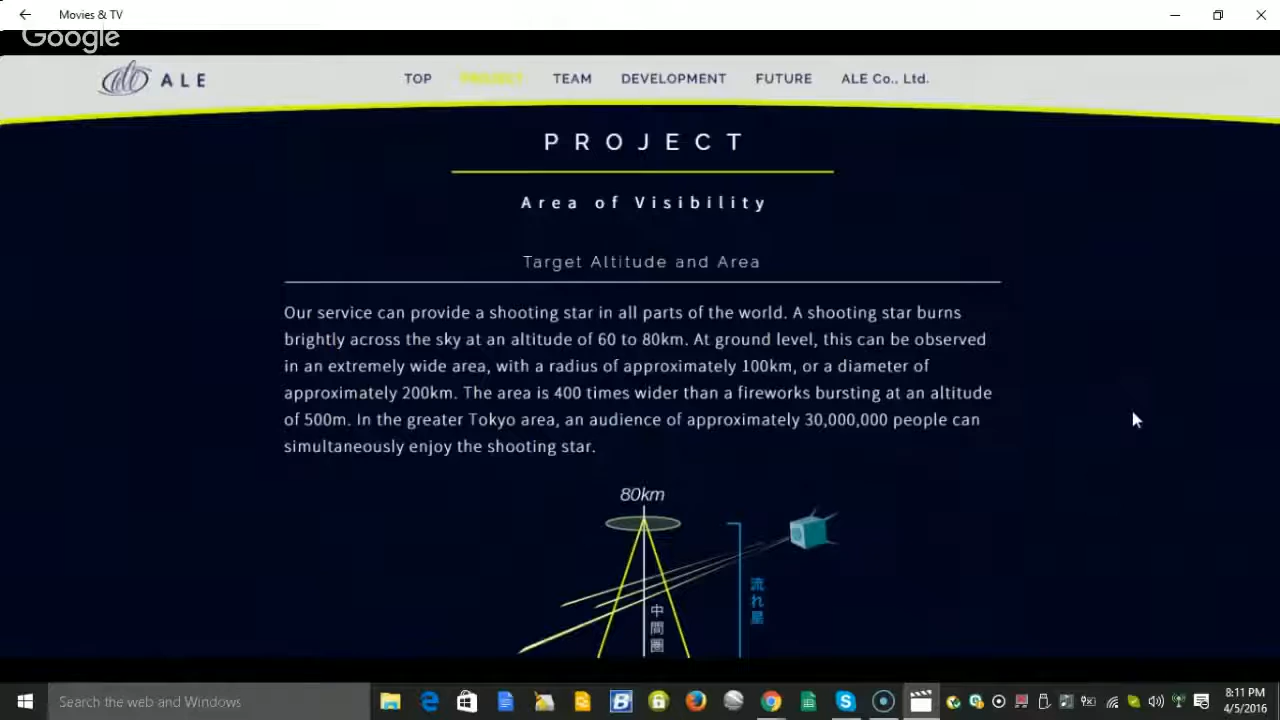 Movies & TV
Google
ALE
TOP PROJECT TEAM DEVELOPMENT FUTURE ALE Co., Ltd.
PROJECT
Area of Visibility
Target Altitude and Area
Our service can provide a shooting star in all parts of the world. A shooting star burns
brightly across the sky at an altitude of 60 to 80km. At ground level, this can be observed
in an extremely wide area, with a radius of approximately 100km, or a diameter of
approximately 200km. The area is 400 times wider than a fireworks bursting at an altitude
of 500m. In the greater Tokyo area, an audience of approximately 30,000,000 people can
simultaneously enjoy the shooting star.
80km
流れ星
中間圏
Search the web and Windows
8:11 PM
4/5/2016